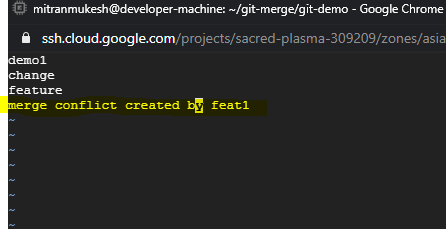 mitranmukesh@developer-machine: ~/git-merge/git-demo - Google Chrome
ssh.cloud.google.com/projects/sacred-plasma-309209/zones/asia
demo1
change
feature
merge conflict created by feat1
~
~
~
~
~
~
~